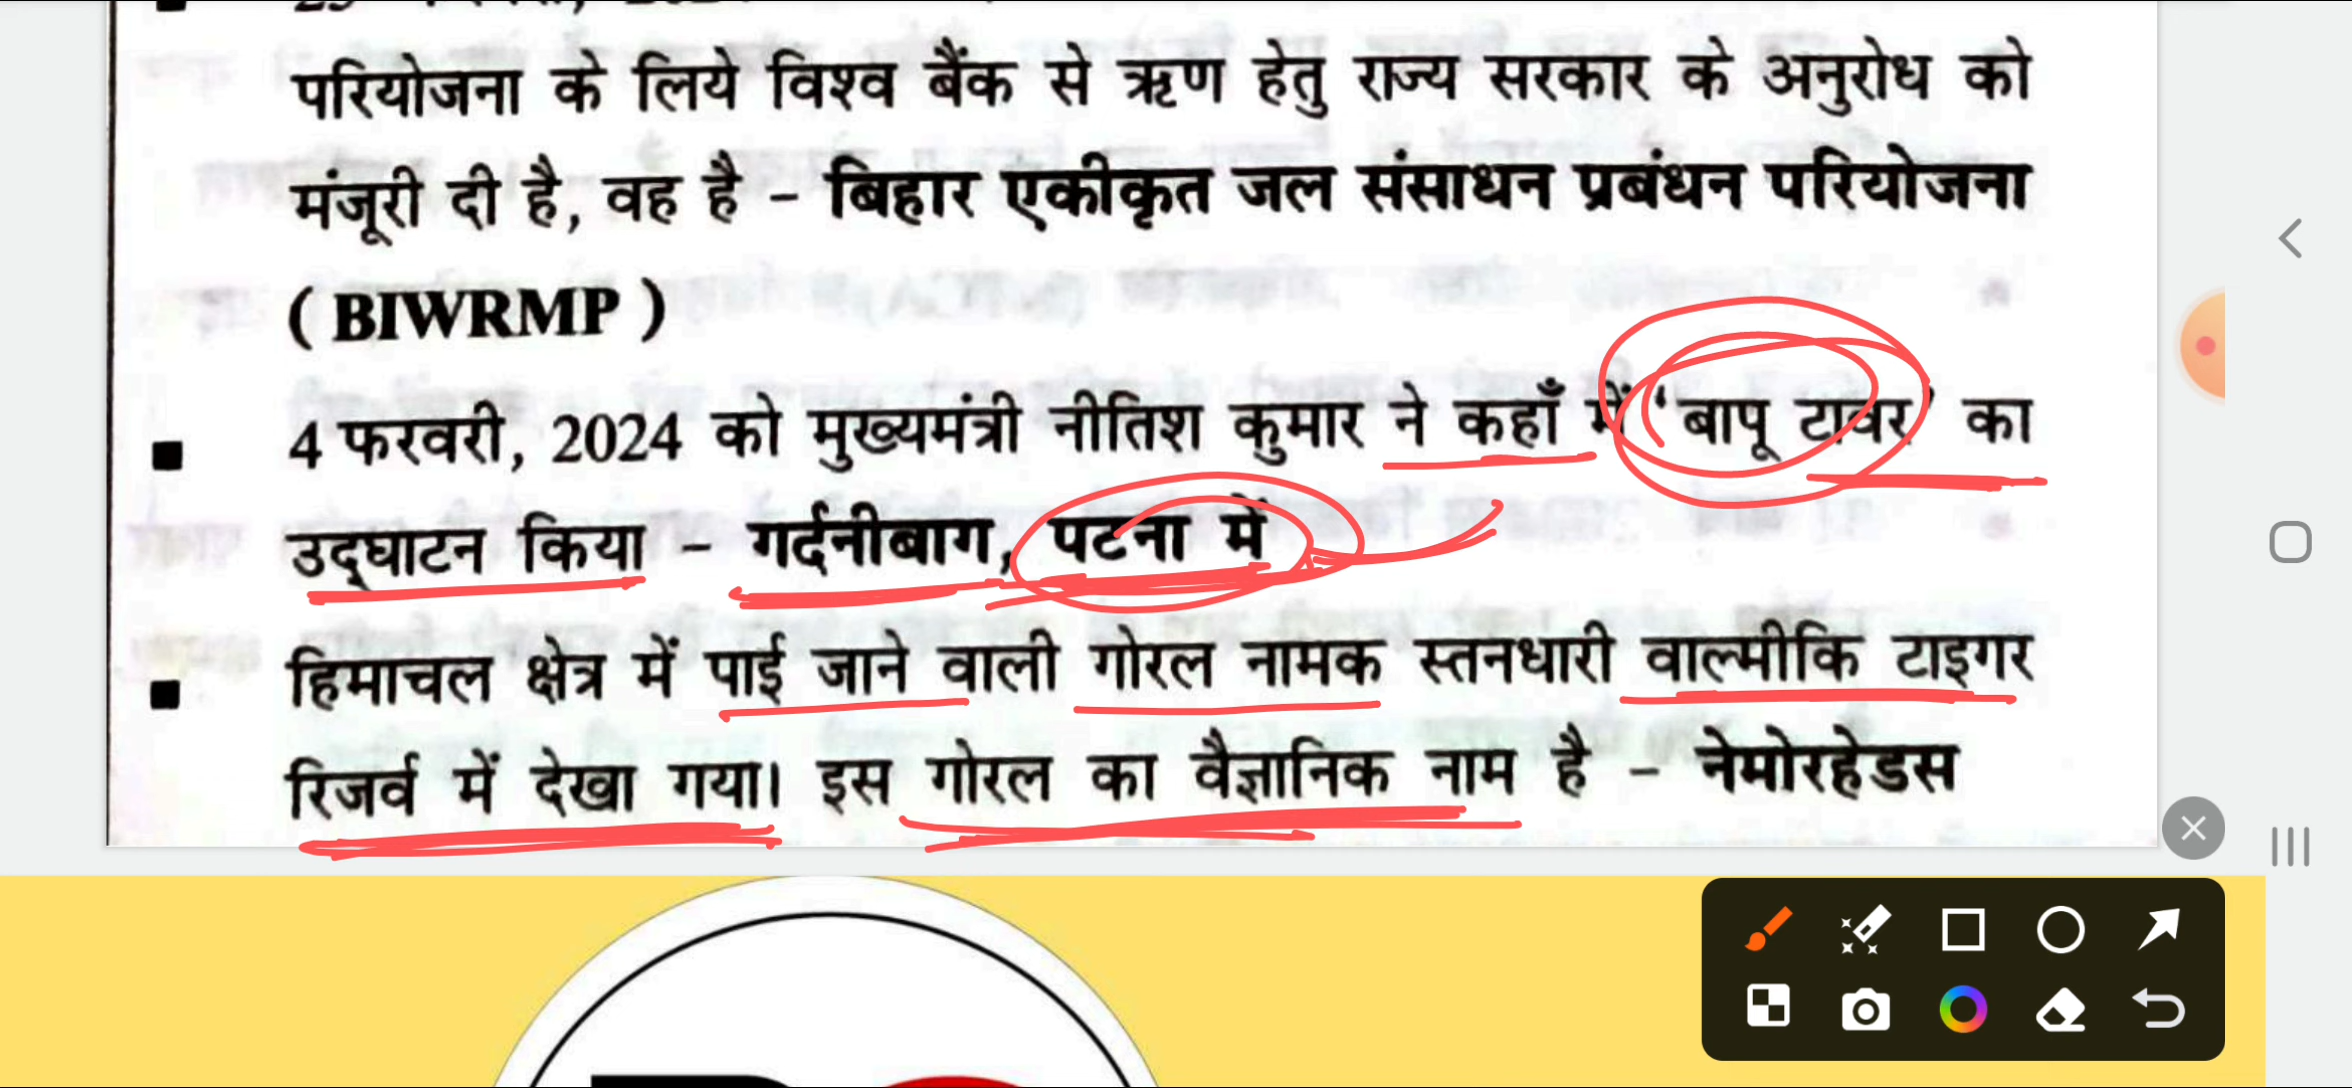 परियोजना के लिये विश्व बैंक से ऋण हेतु राज्य सरकार के अनुरोध को
मंजूरी दी है, वह है - बिहार एकीकृत जल संसाधन प्रबंधन परियोजना
( BIWRMP )
■ 4 फरवरी, 2024 को मुख्यमंत्री नीतिश कुमार ने कहाँ में 'बापू टावर' का
उद्घाटन किया - गर्दनीबाग, पटना में
■ हिमाचल क्षेत्र में पाई जाने वाली गोरल नामक स्तनधारी वाल्मीकि टाइगर
रिजर्व में देखा गया। इस गोरल का वैज्ञानिक नाम है - नेमोरहेडस